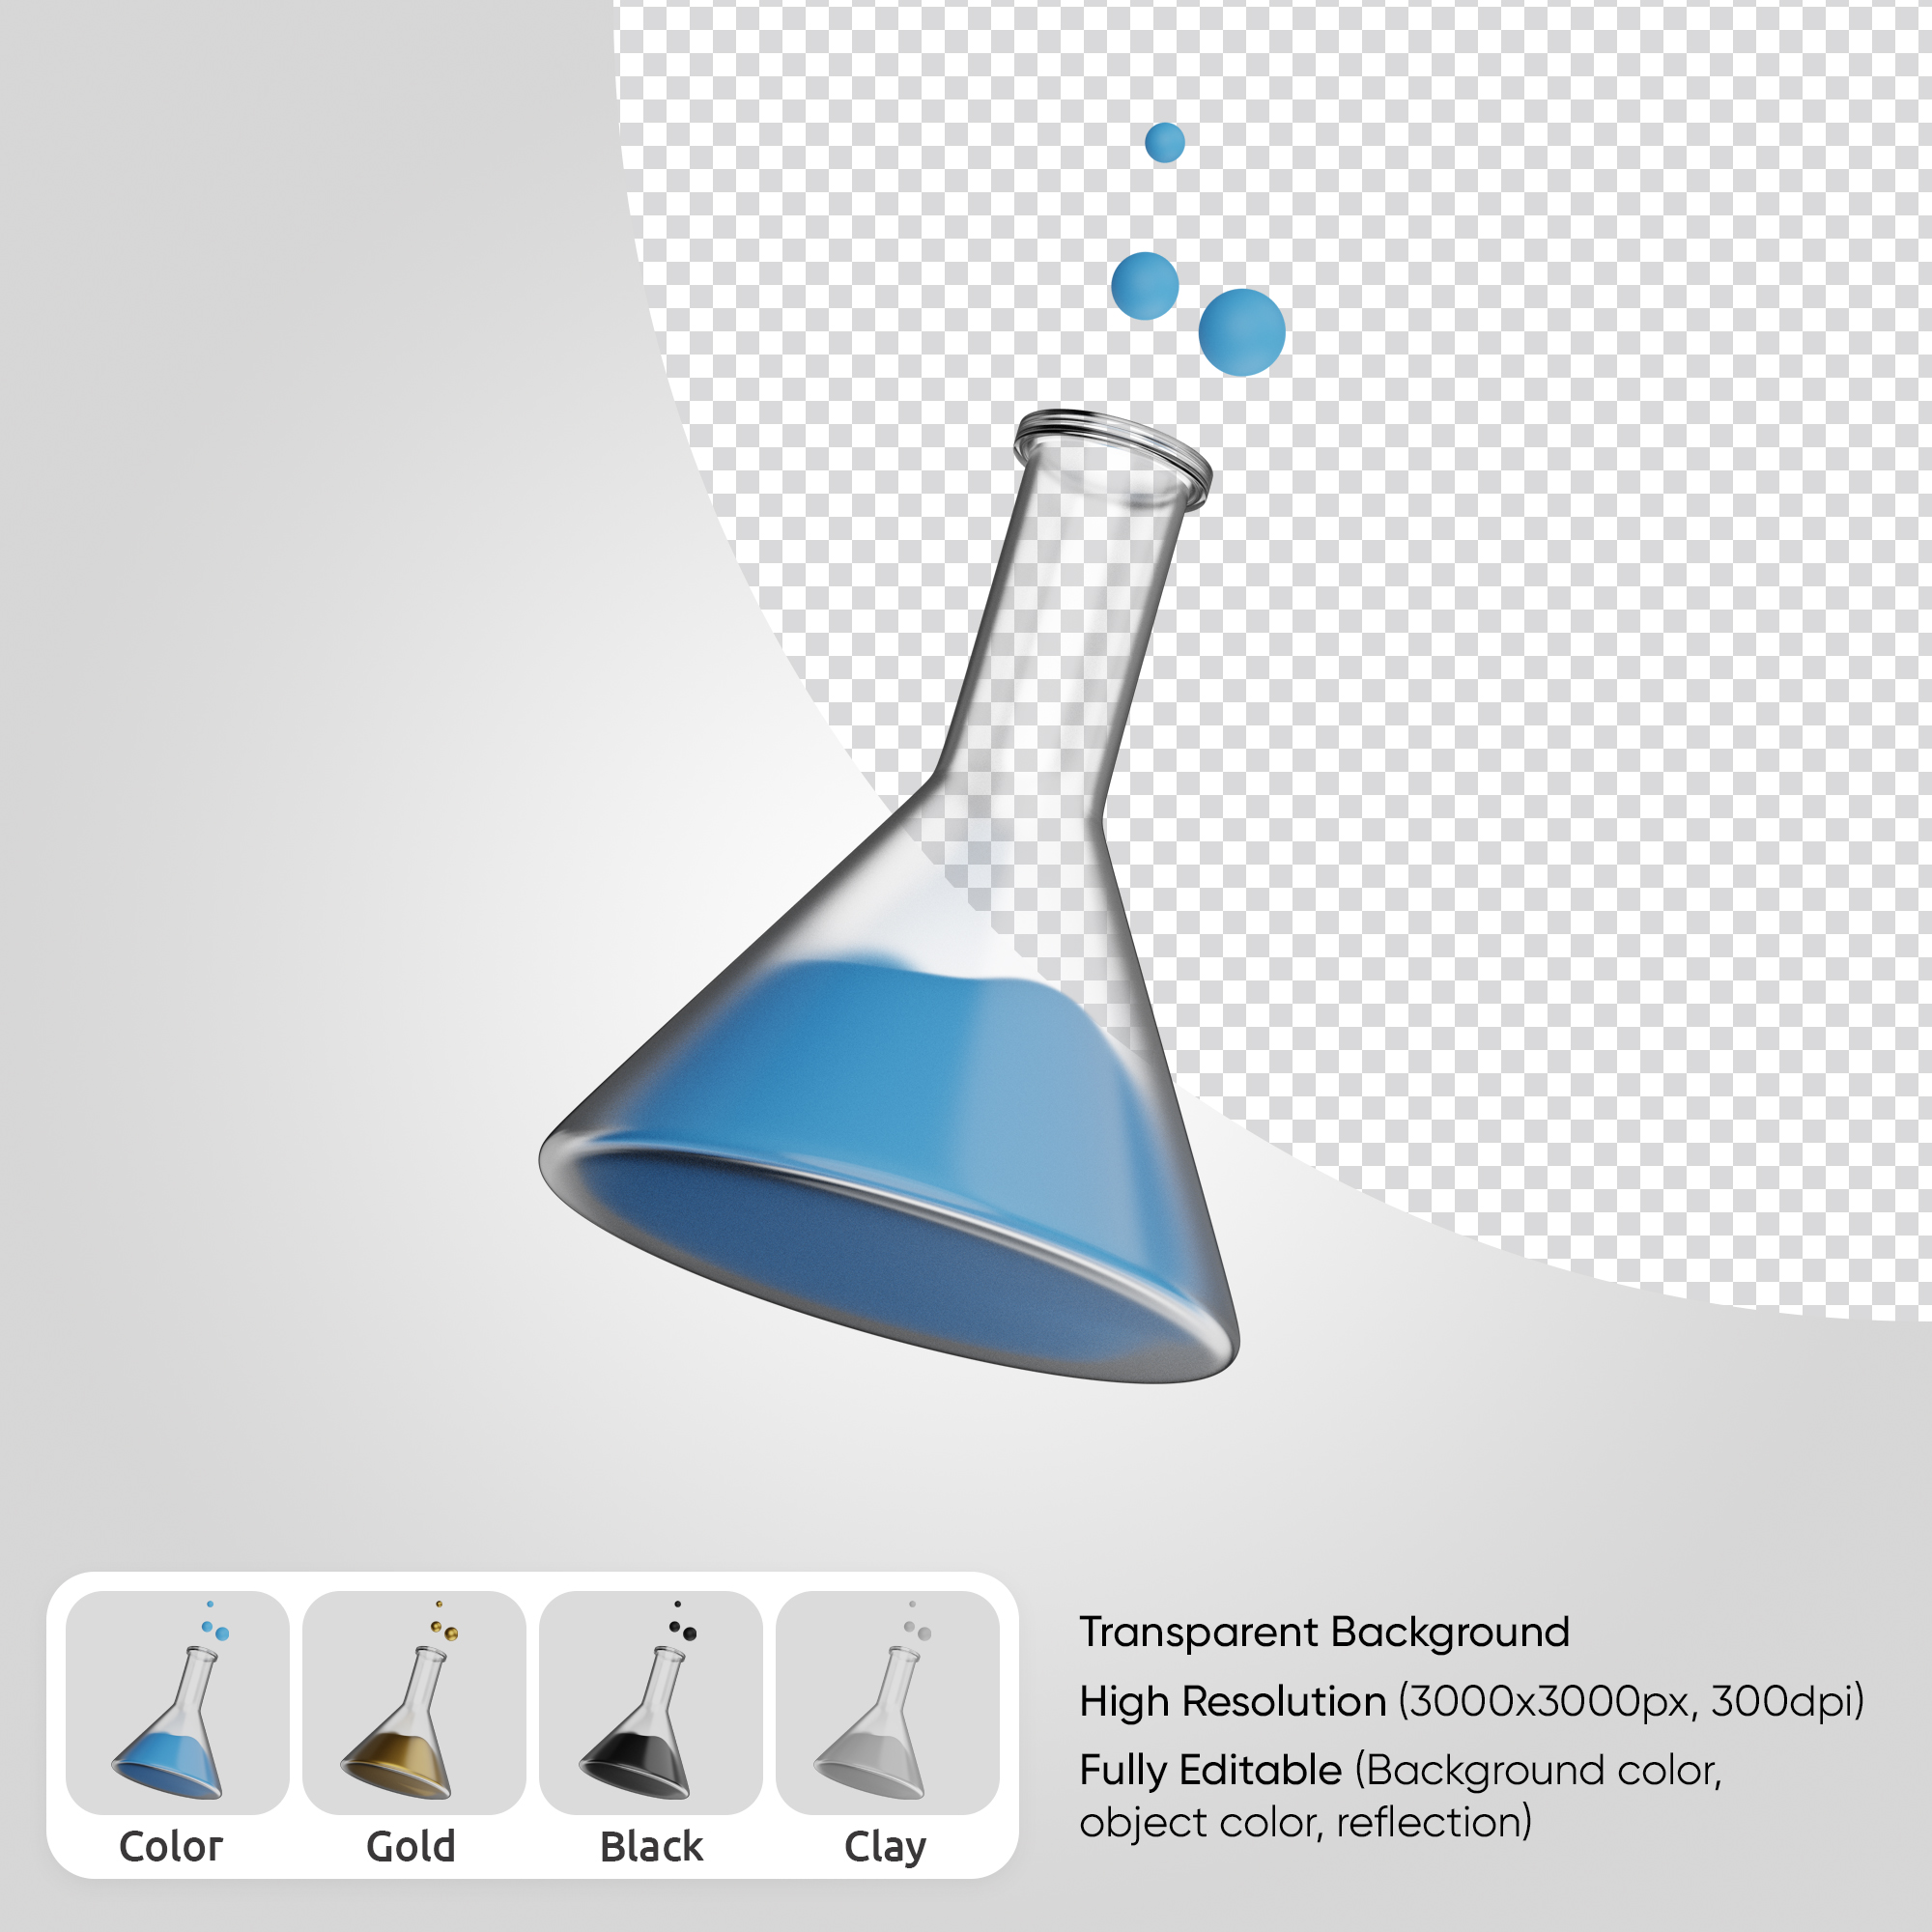 Transparent Background
High Resolution (3000x3000px, 300dpi)
Fully Editable (Background color,
object color, reflection)
Color
Gold
Black
Clay